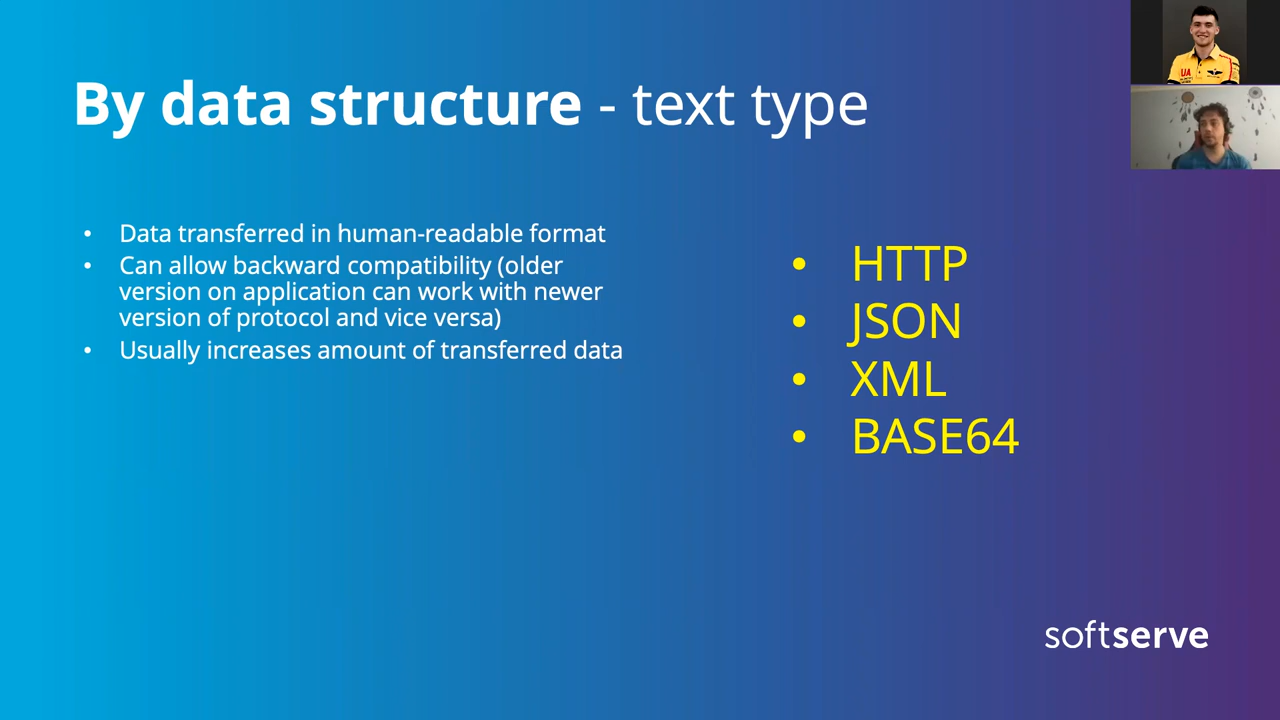 By data structure - text type
• Data transferred in human-readable format
• Can allow backward compatibility (older
version on application can work with newer
version of protocol and vice versa)
• Usually increases amount of transferred data
• HTTP
• JSON
• XML
• BASE64
UA
softserve